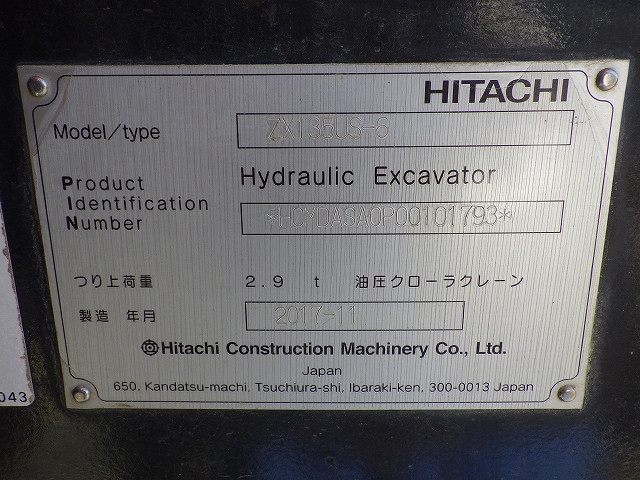 HITACHI
Model/type ZX135US-6
Hydraulic Excavator
Product
Identification
Number *HCYDASA0P00101793*
つり上荷重 2.9 t 油圧クローラクレーン
製造 年月 2017-11
Hitachi Construction Machinery Co., Ltd.
Japan
650, Kandatsu-machi, Tsuchiura-shi, Ibaraki-ken, 300-0013 Japan
043